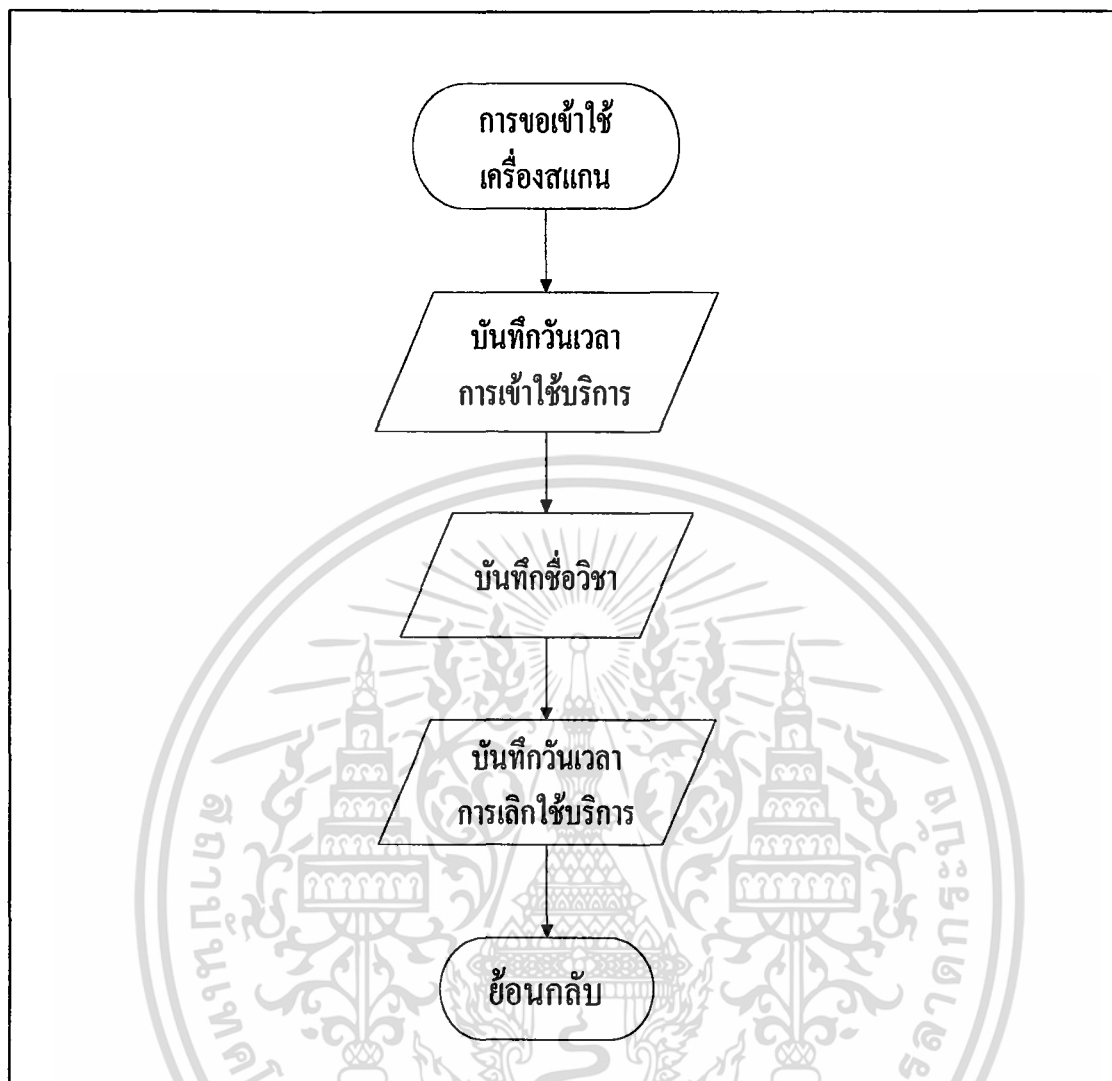 การขอเข้าใช้
เครื่องสแกน
บันทึกวันเวลา
การเข้าใช้บริการ
บันทึกชื่อวิชา
บันทึกวันเวลา
การเลิกใช้บริการ
ย้อนกลับ